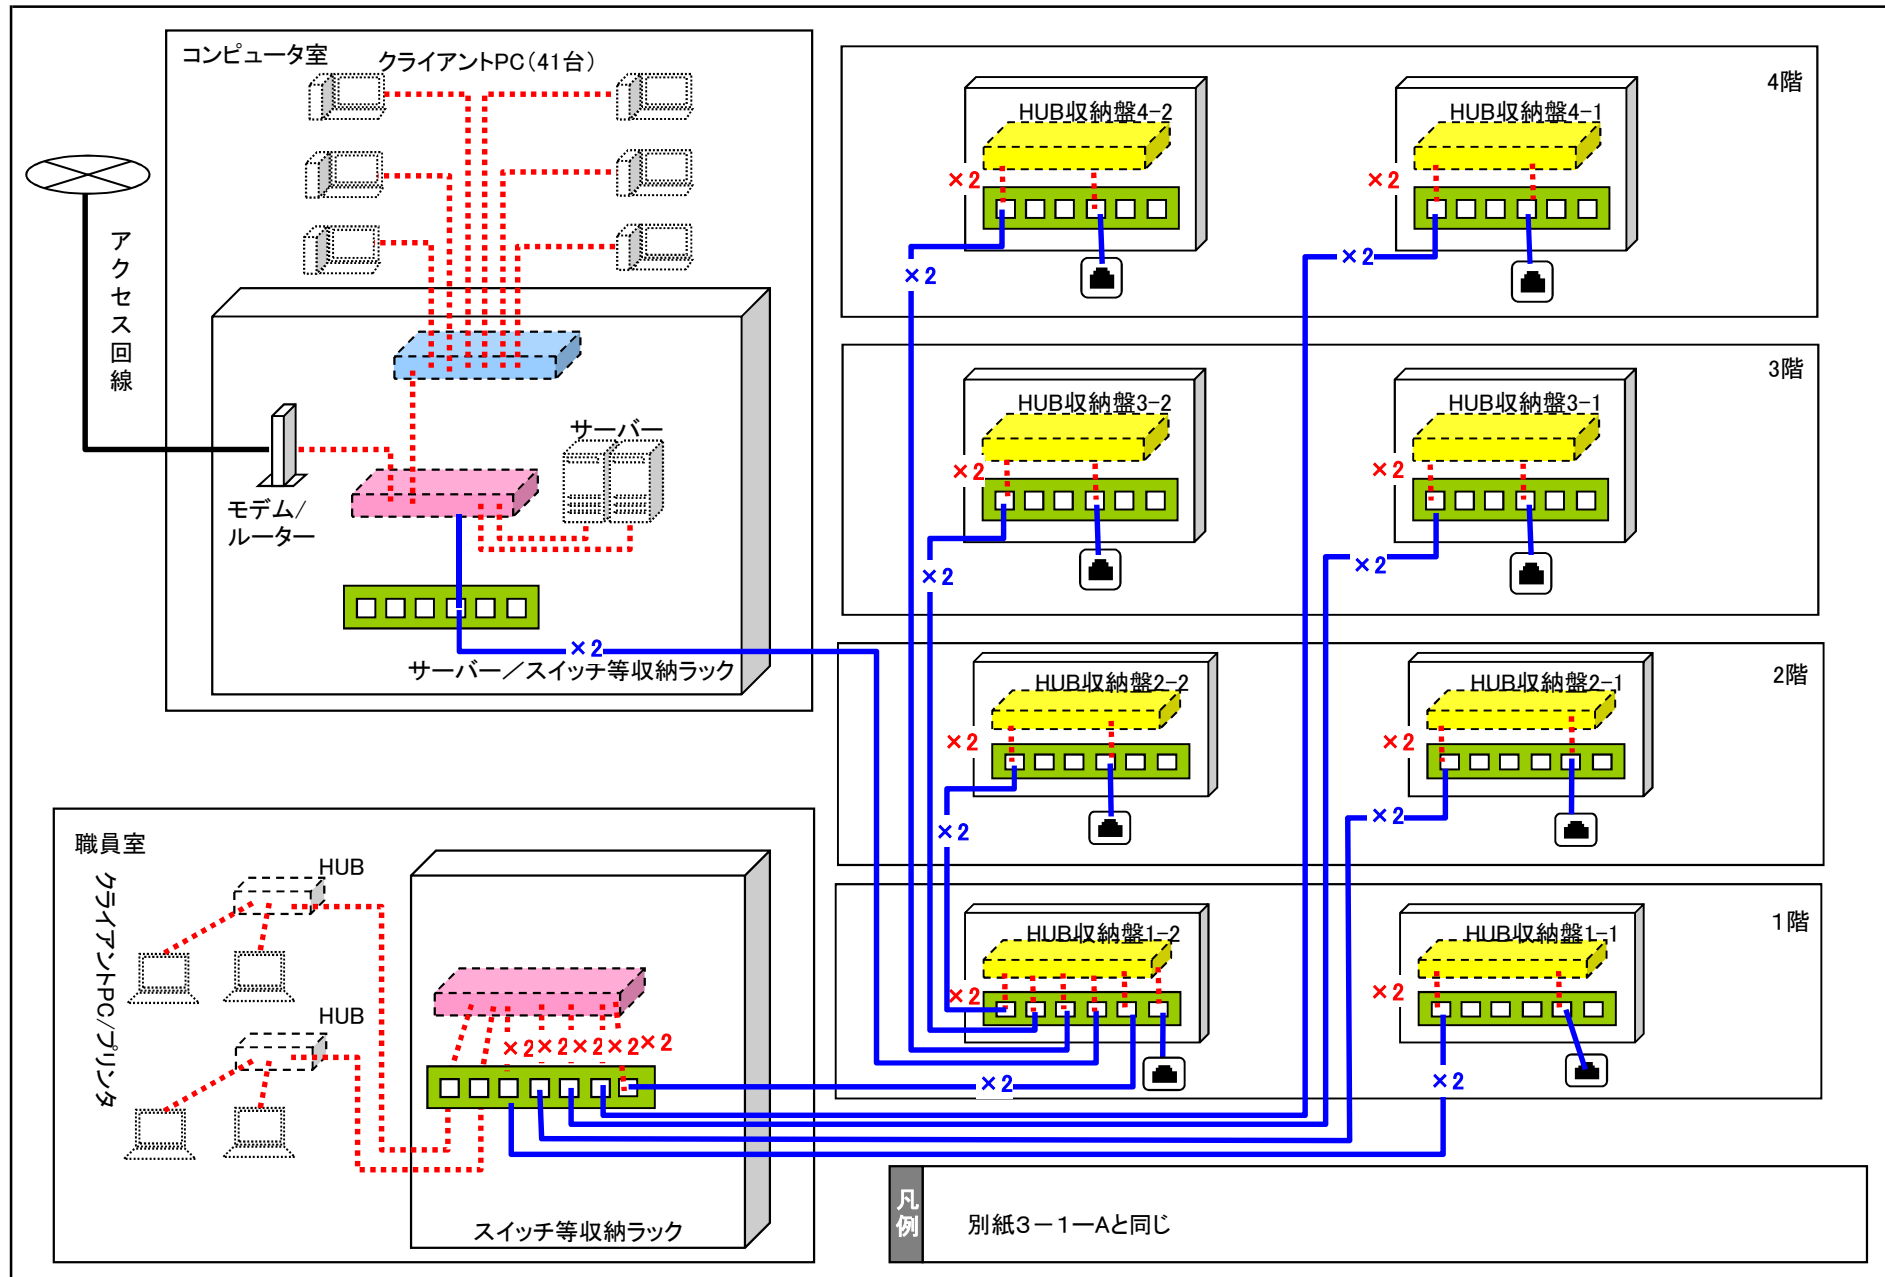 コンピュータ室
クライアントPC(41台)
アクセス回線
サーバー
モデム/
ルーター
×2
サーバー／スイッチ等収納ラック
職員室
クライアントPC/プリンタ
HUB
HUB
×2
×2
×2
×2
×2
スイッチ等収納ラック
4階
HUB収納盤4-2
×2
×2
HUB収納盤4-1
×2
×2
3階
HUB収納盤3-2
×2
×2
HUB収納盤3-1
×2
×2
2階
HUB収納盤2-2
×2
×2
HUB収納盤2-1
×2
×2
1階
HUB収納盤1-2
×2
×2
HUB収納盤1-1
×2
×2
凡例
別紙３－１－Aと同じ